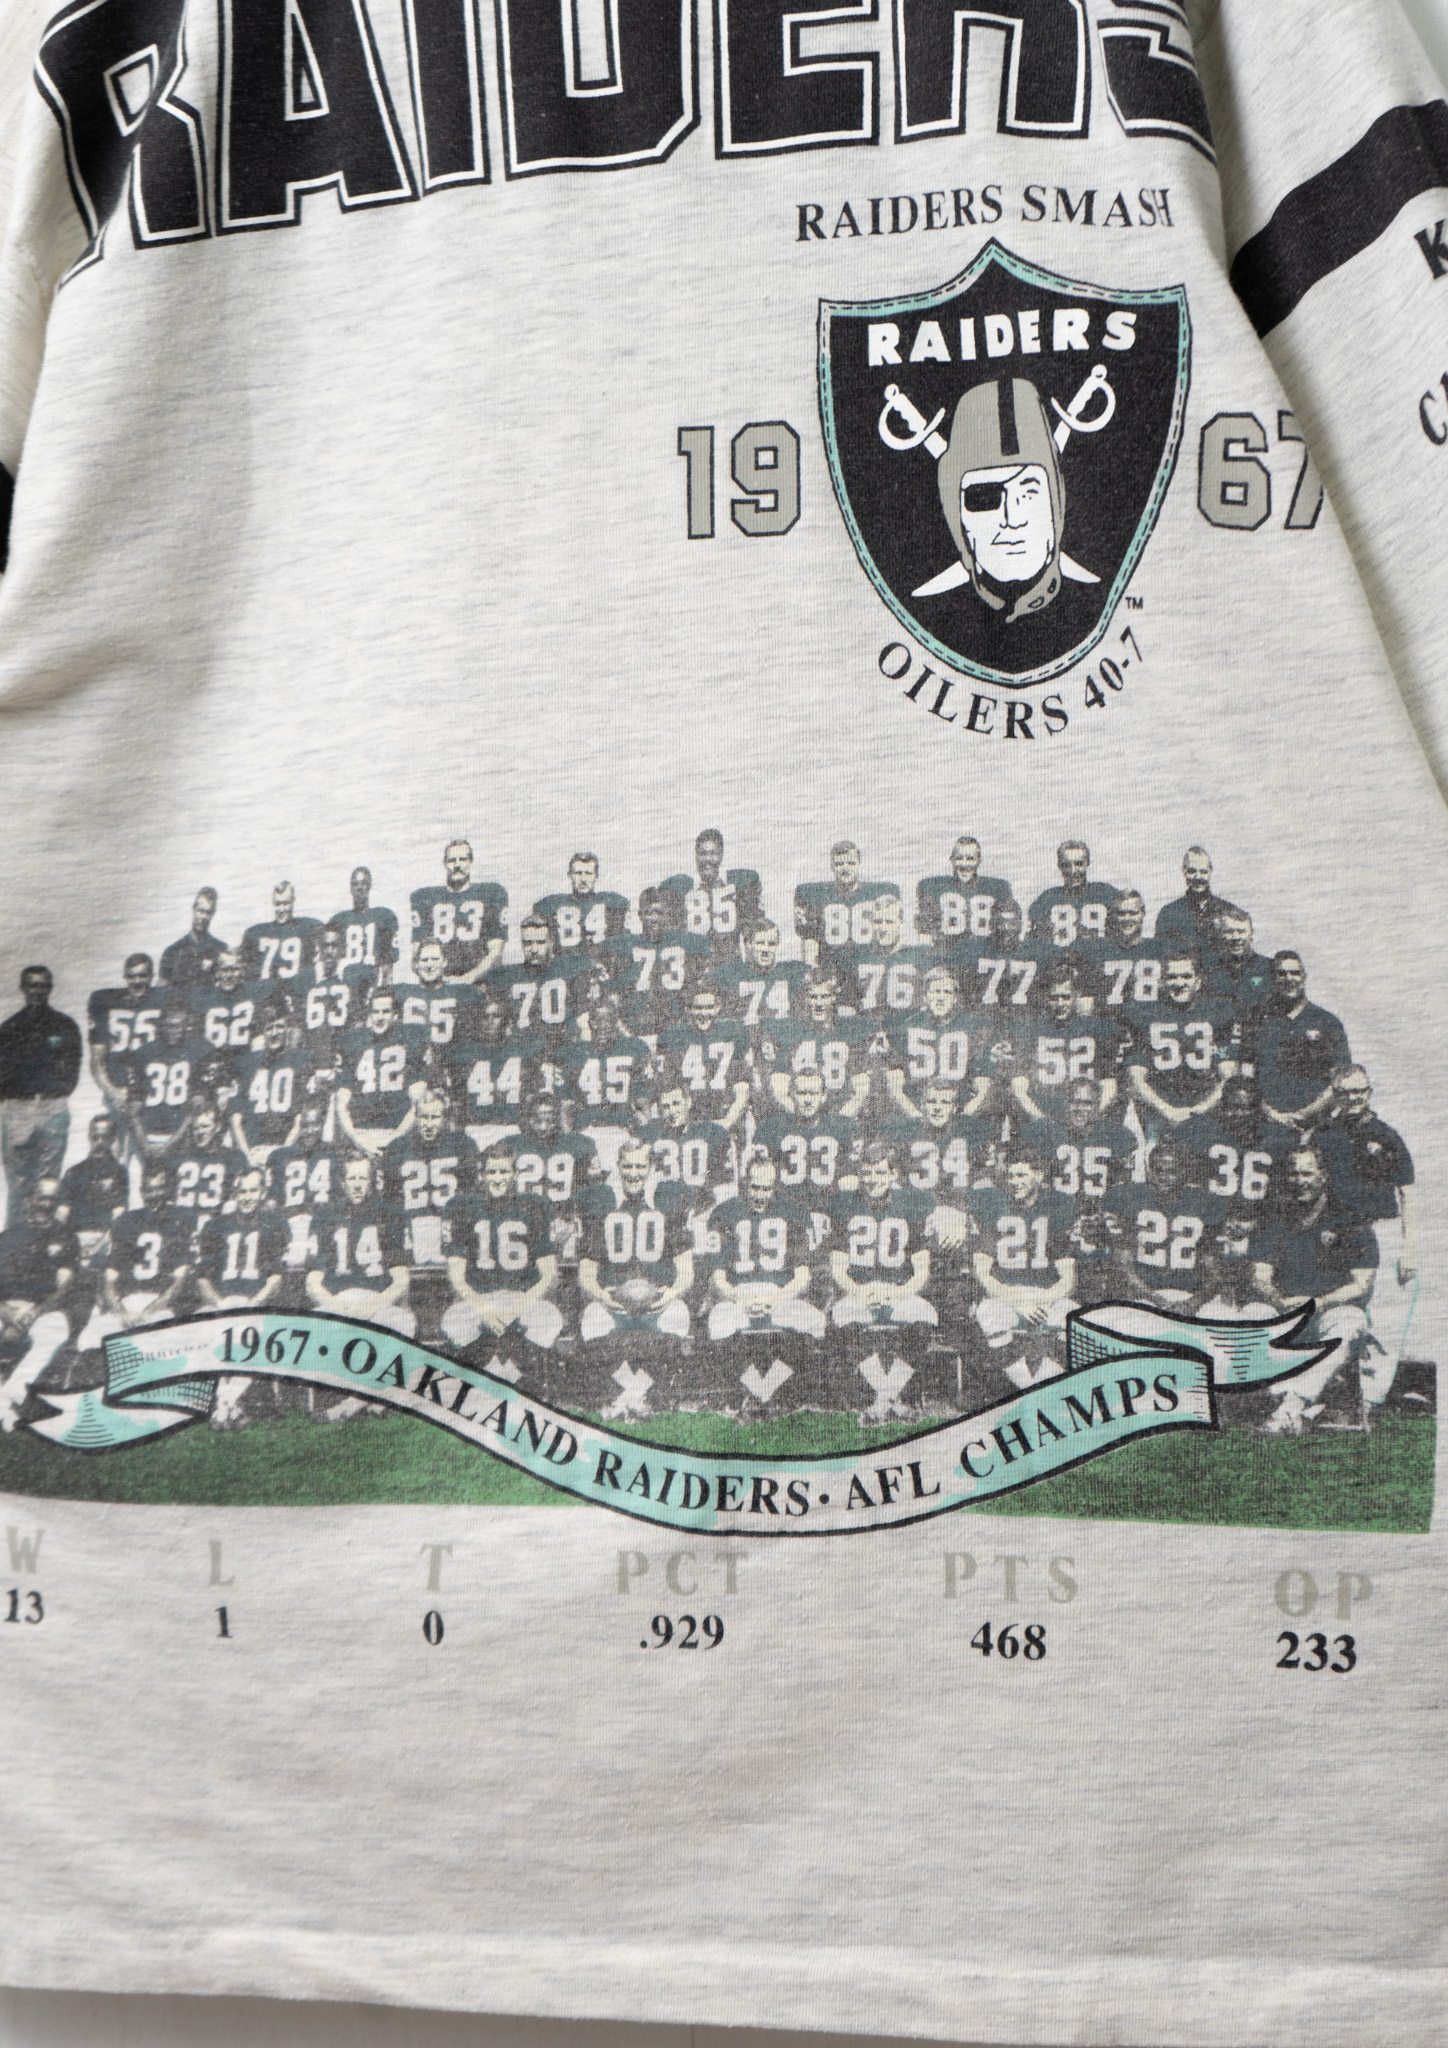 RAIDERS
RAIDERS SMASH
RAIDERS
19 67
TM
OILERS 40-7
83 84 85 86 88 89
79 81
73 76 77 78
55 62 63 65 70 74
38 40 42 44 45 47 48 50 52 53
23 24 25 29 30 33 34 35 36
3 11 14 16 00 19 20 21 22
1967 · OAKLAND RAIDERS · AFL CHAMPS
W L T PCT PTS OP
13 1 0 .929 468 233